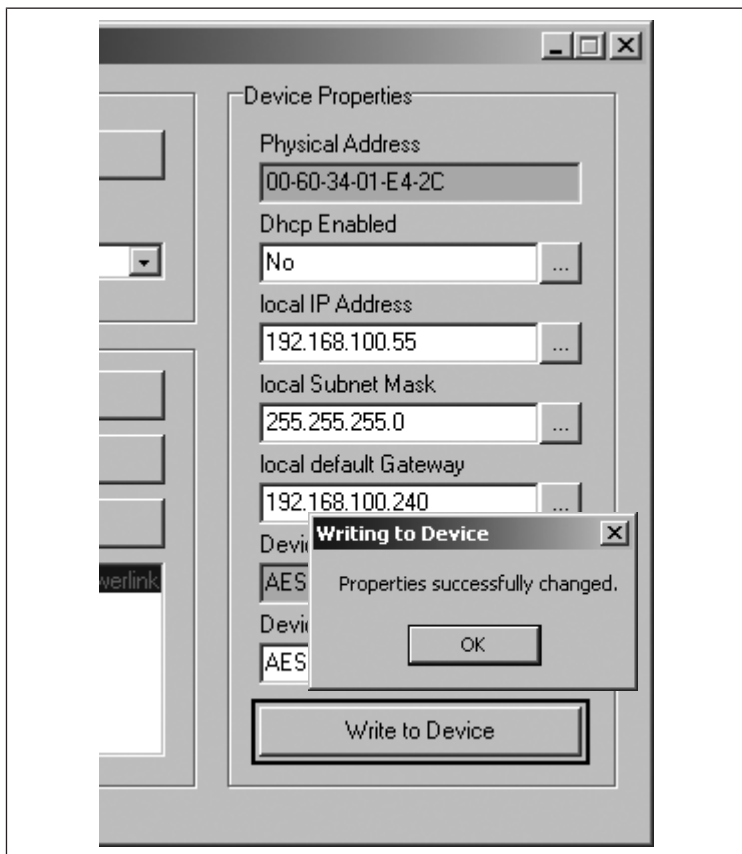 Device Properties
Physical Address
00-60-34-01-E4-2C
Dhcp Enabled
No
...
local IP Address
192.168.100.55
...
local Subnet Mask
255.255.255.0
...
local default Gateway
192.168.100.240
...
Writing to Device
Properties successfully changed.
OK
AES
AES
Write to Device